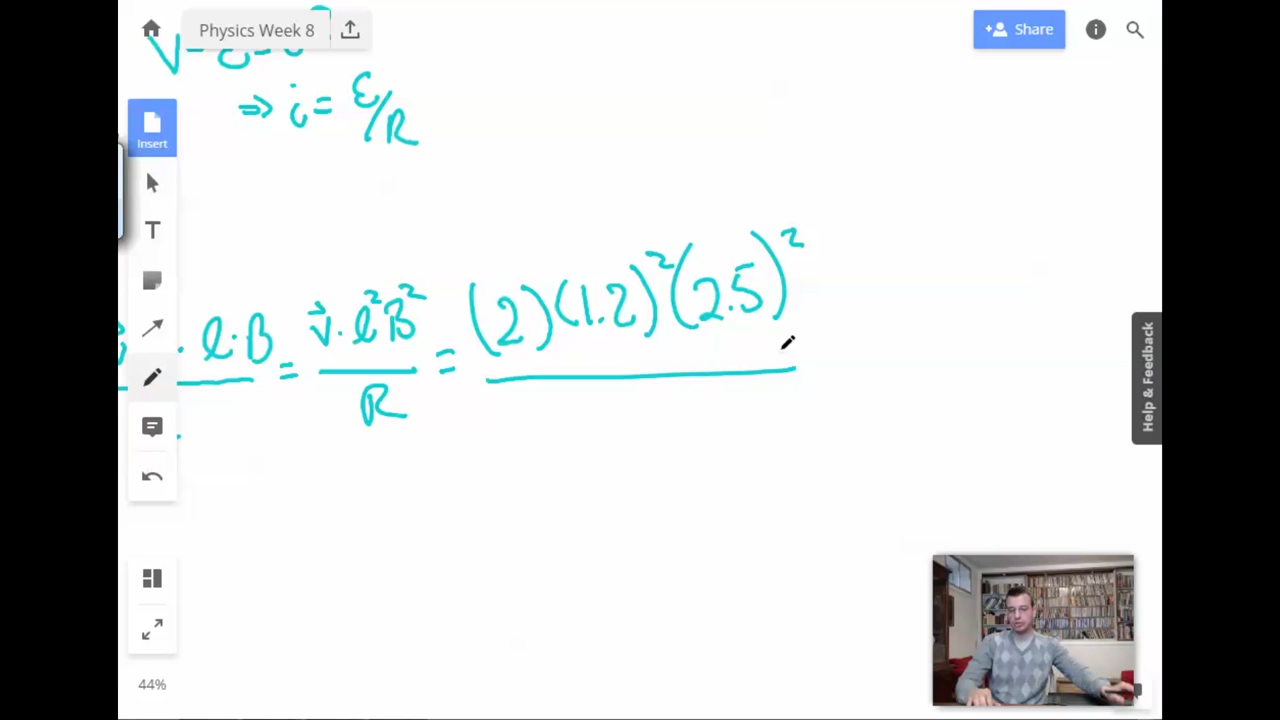 Physics Week 8
Share
⇒ i = ε/R
Insert
T
· l·B = v⃗·l²B² / R = (2)(1.2)²(2.5)²
Help & Feedback
44%